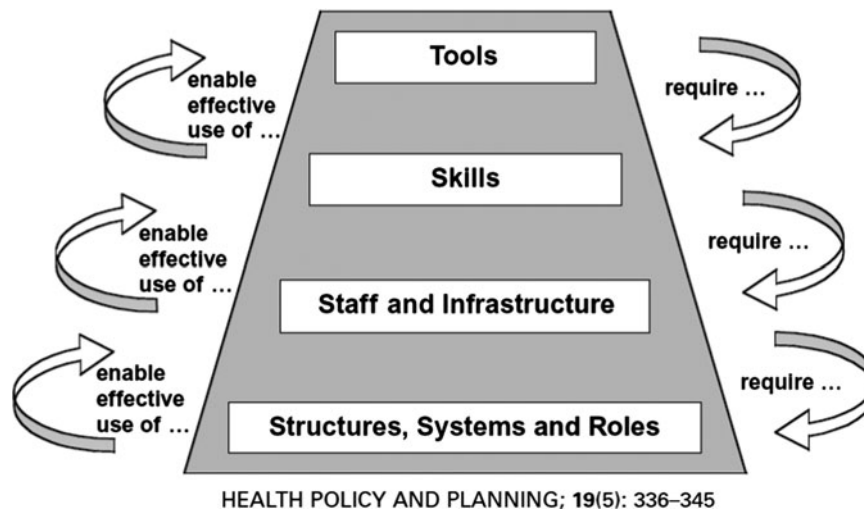 Tools
enable
effective
use of ...
require ...
Skills
enable
effective
use of ...
require ...
Staff and Infrastructure
enable
effective
use of ...
require ...
Structures, Systems and Roles
HEALTH POLICY AND PLANNING; 19(5): 336–345